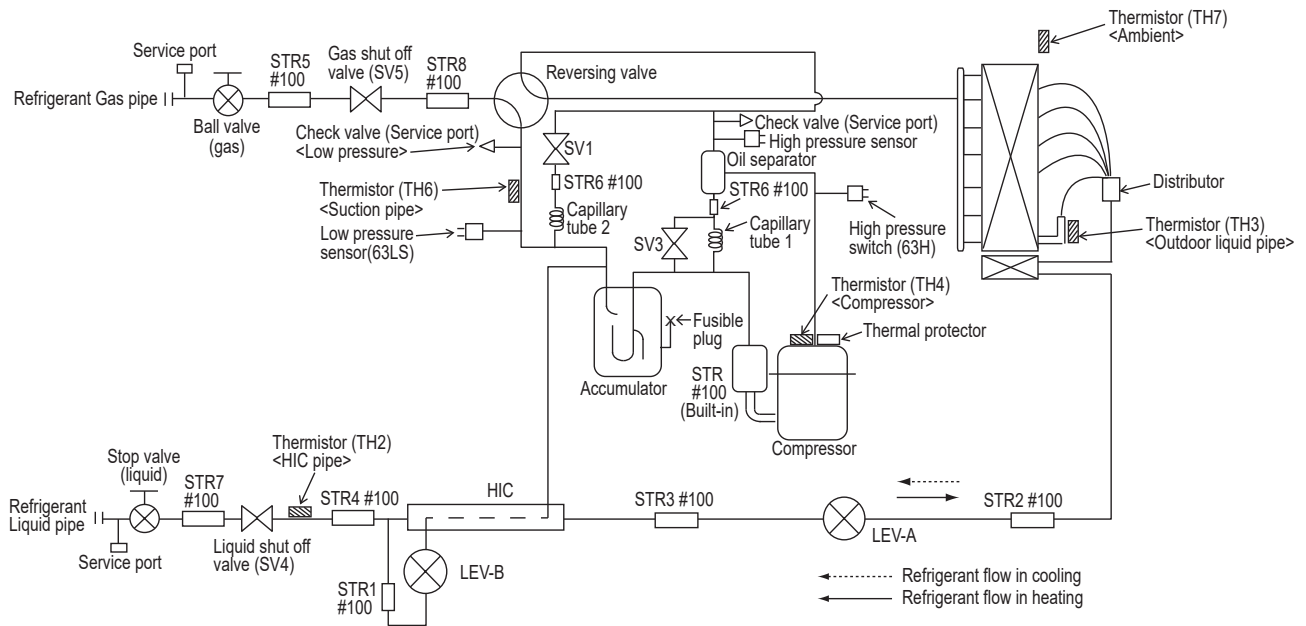 Thermistor (TH7)
<Ambient>
Service port
STR5
#100
Gas shut off
valve (SV5)
STR8
#100
Reversing valve
Refrigerant Gas pipe
Ball valve
(gas)
Check valve (Service port)
<Low pressure>
Check valve (Service port)
High pressure sensor
SV1
Oil separator
STR6 #100
STR6 #100
Thermistor (TH6)
<Suction pipe>
Distributor
Capillary
tube 2
Capillary
tube 1
High pressure
switch (63H)
Low pressure
sensor(63LS)
SV3
Thermistor (TH3)
<Outdoor liquid pipe>
Thermistor (TH4)
<Compressor>
Fusible
plug
Thermal protector
Accumulator
STR
#100
(Built-in)
Compressor
Thermistor (TH2)
<HIC pipe>
Stop valve
(liquid)
STR7
#100
STR4 #100
HIC
STR3 #100
STR2 #100
Refrigerant
Liquid pipe
LEV-A
Service port
Liquid shut off
valve (SV4)
LEV-B
STR1
#100
Refrigerant flow in cooling
Refrigerant flow in heating